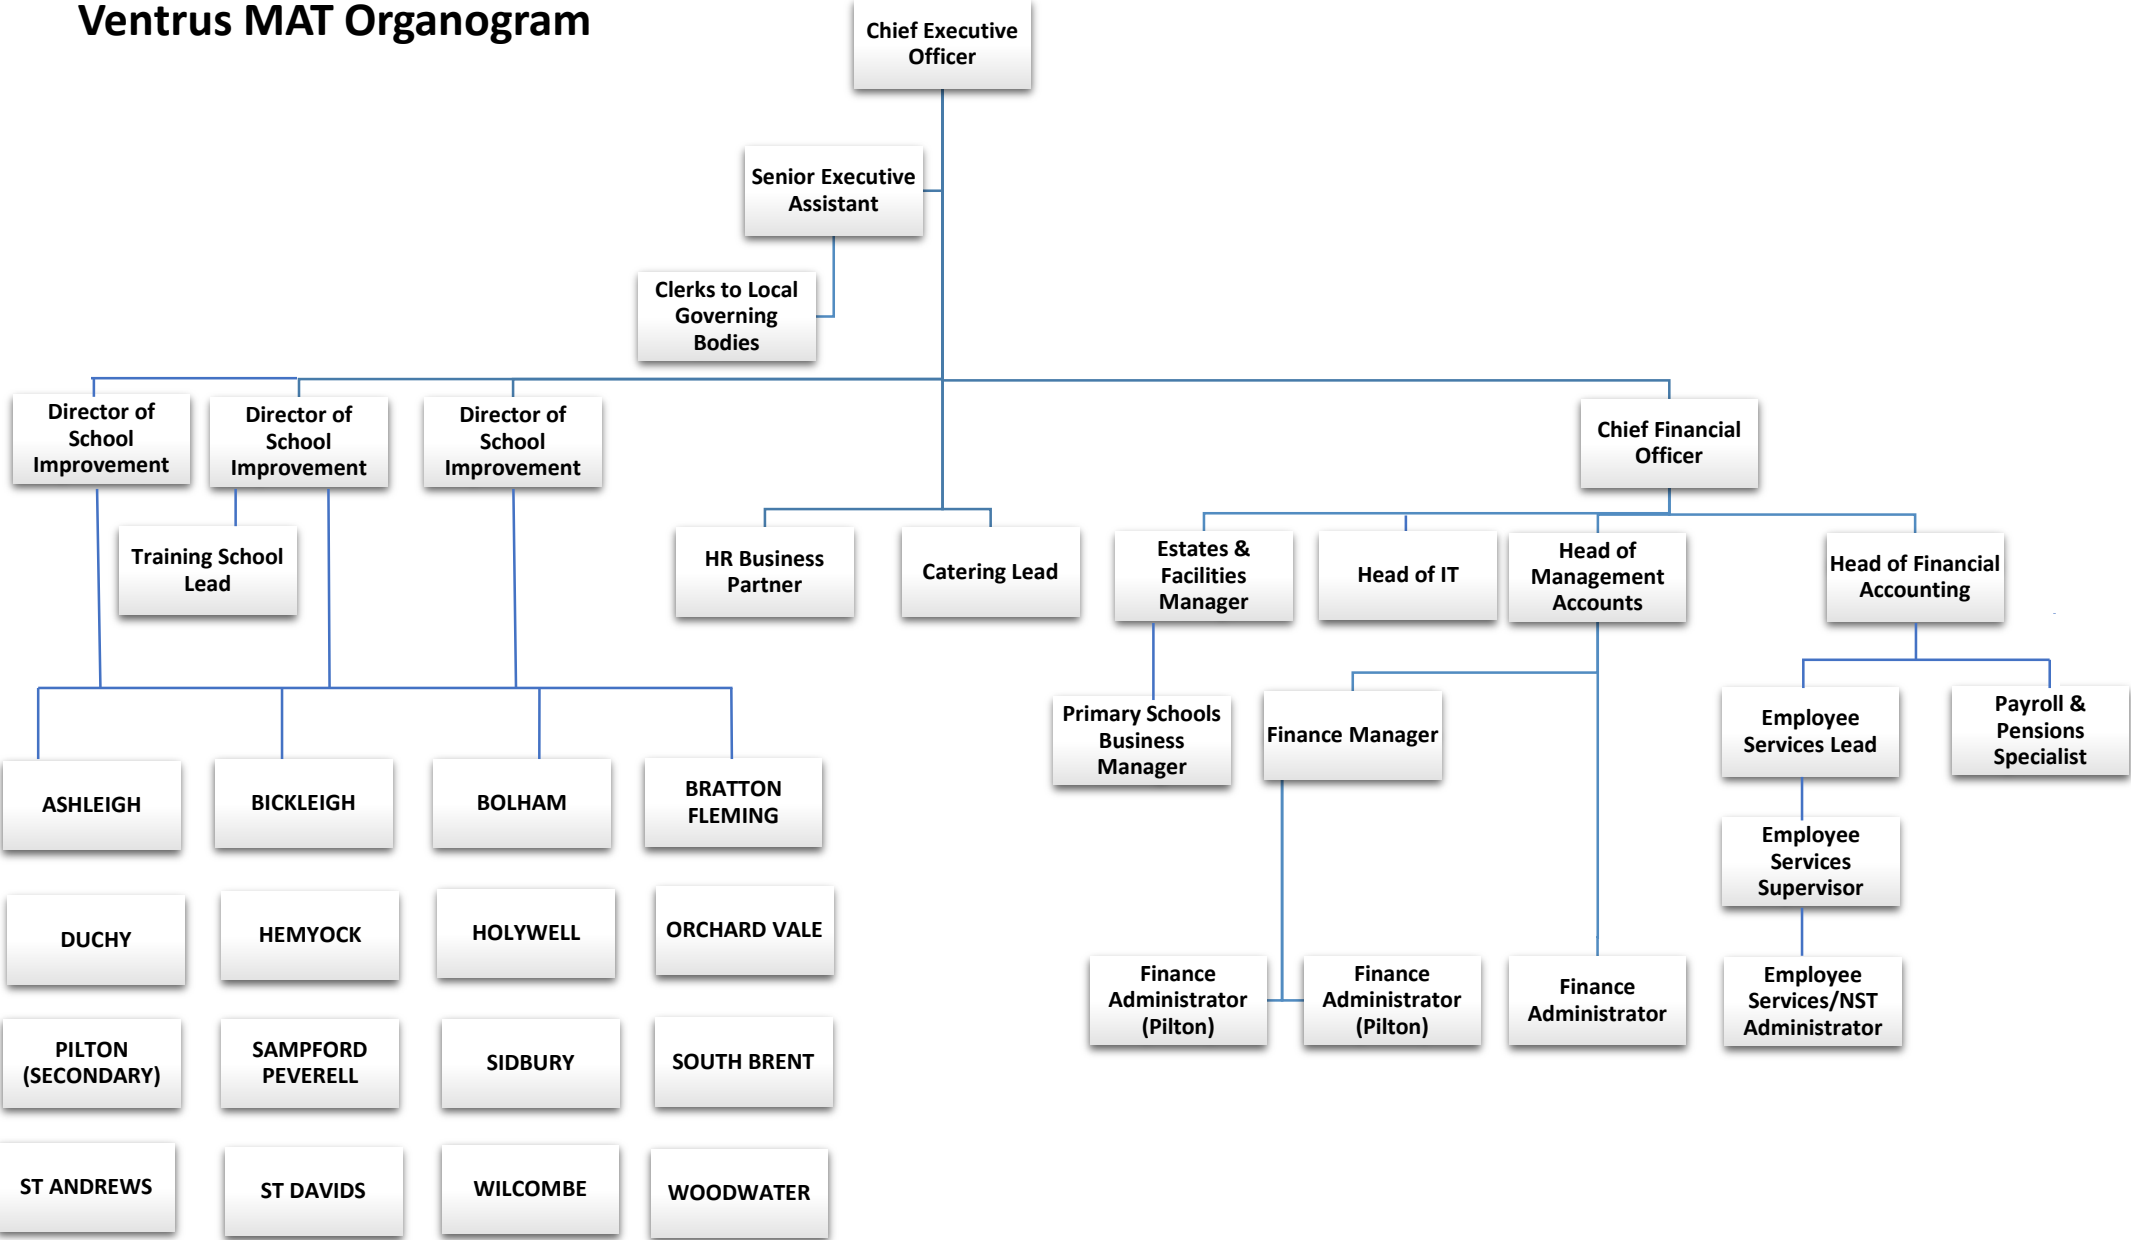 Ventrus MAT Organogram
Chief Executive
Officer
Senior Executive
Assistant
Clerks to Local
Governing
Bodies
Director of
School
Improvement
Director of
School
Improvement
Director of
School
Improvement
Chief Financial
Officer
Training School
Lead
HR Business
Partner
Catering Lead
Estates &
Facilities
Manager
Head of IT
Head of
Management
Accounts
Head of Financial
Accounting
Primary Schools
Business
Manager
Finance Manager
Employee
Services Lead
Payroll &
Pensions
Specialist
ASHLEIGH
BICKLEIGH
BOLHAM
BRATTON
FLEMING
Employee
Services
Supervisor
DUCHY
HEMYOCK
HOLYWELL
ORCHARD VALE
Finance
Administrator
(Pilton)
Finance
Administrator
(Pilton)
Finance
Administrator
Employee
Services/NST
Administrator
PILTON
(SECONDARY)
SAMPFORD
PEVERELL
SIDBURY
SOUTH BRENT
ST ANDREWS
ST DAVIDS
WILCOMBE
WOODWATER